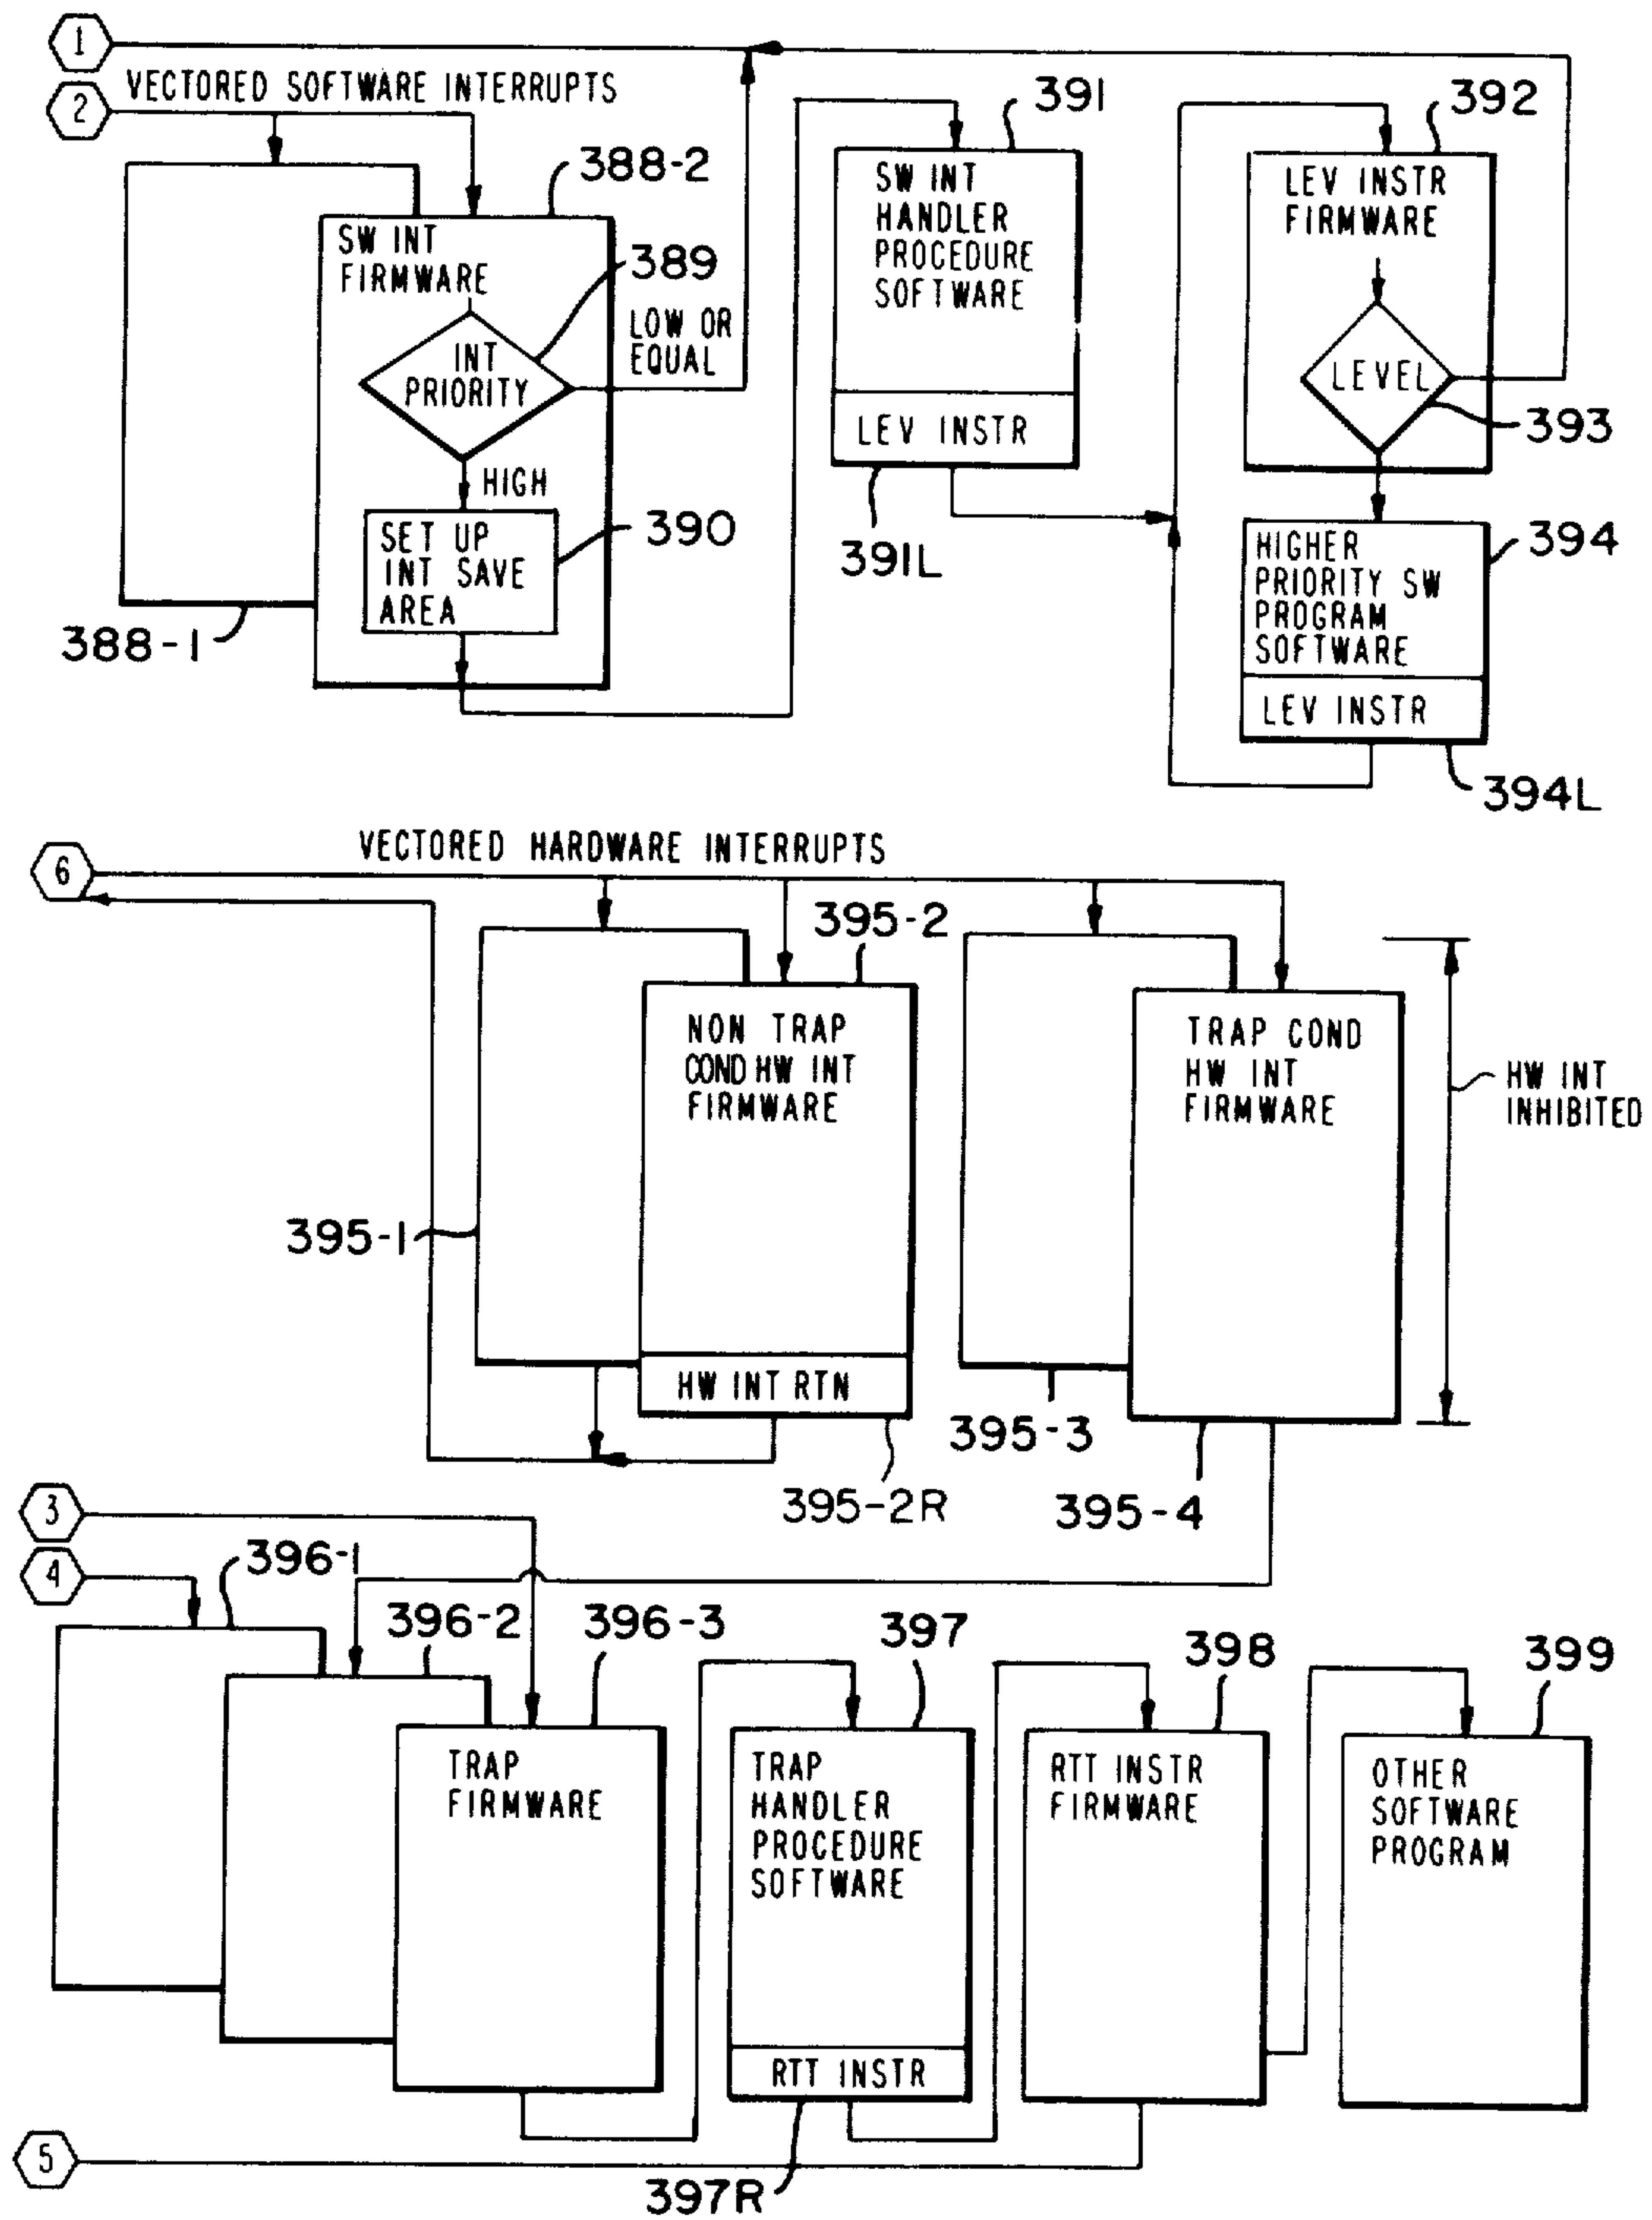 1
VECTORED SOFTWARE INTERRUPTS
2
388-2
SW INT
FIRMWARE
389
INT
PRIORITY
LOW OR
EQUAL
HIGH
SET UP
INT SAVE
AREA
390
388-1
391
SW INT
HANDLER
PROCEDURE
SOFTWARE
LEV INSTR
391L
392
LEV INSTR
FIRMWARE
LEVEL
393
HIGHER
PRIORITY SW
PROGRAM
SOFTWARE
394
LEV INSTR
394L
VECTORED HARDWARE INTERRUPTS
6
395-2
NON TRAP
COND HW INT
FIRMWARE
395-1
HW INT RTN
395-2R
TRAP COND
HW INT
FIRMWARE
HW INT
INHIBITED
395-3
395-4
3
4
396-1
396-2
396-3
TRAP
FIRMWARE
397
TRAP
HANDLER
PROCEDURE
SOFTWARE
RTT INSTR
397R
398
RTT INSTR
FIRMWARE
399
OTHER
SOFTWARE
PROGRAM
5